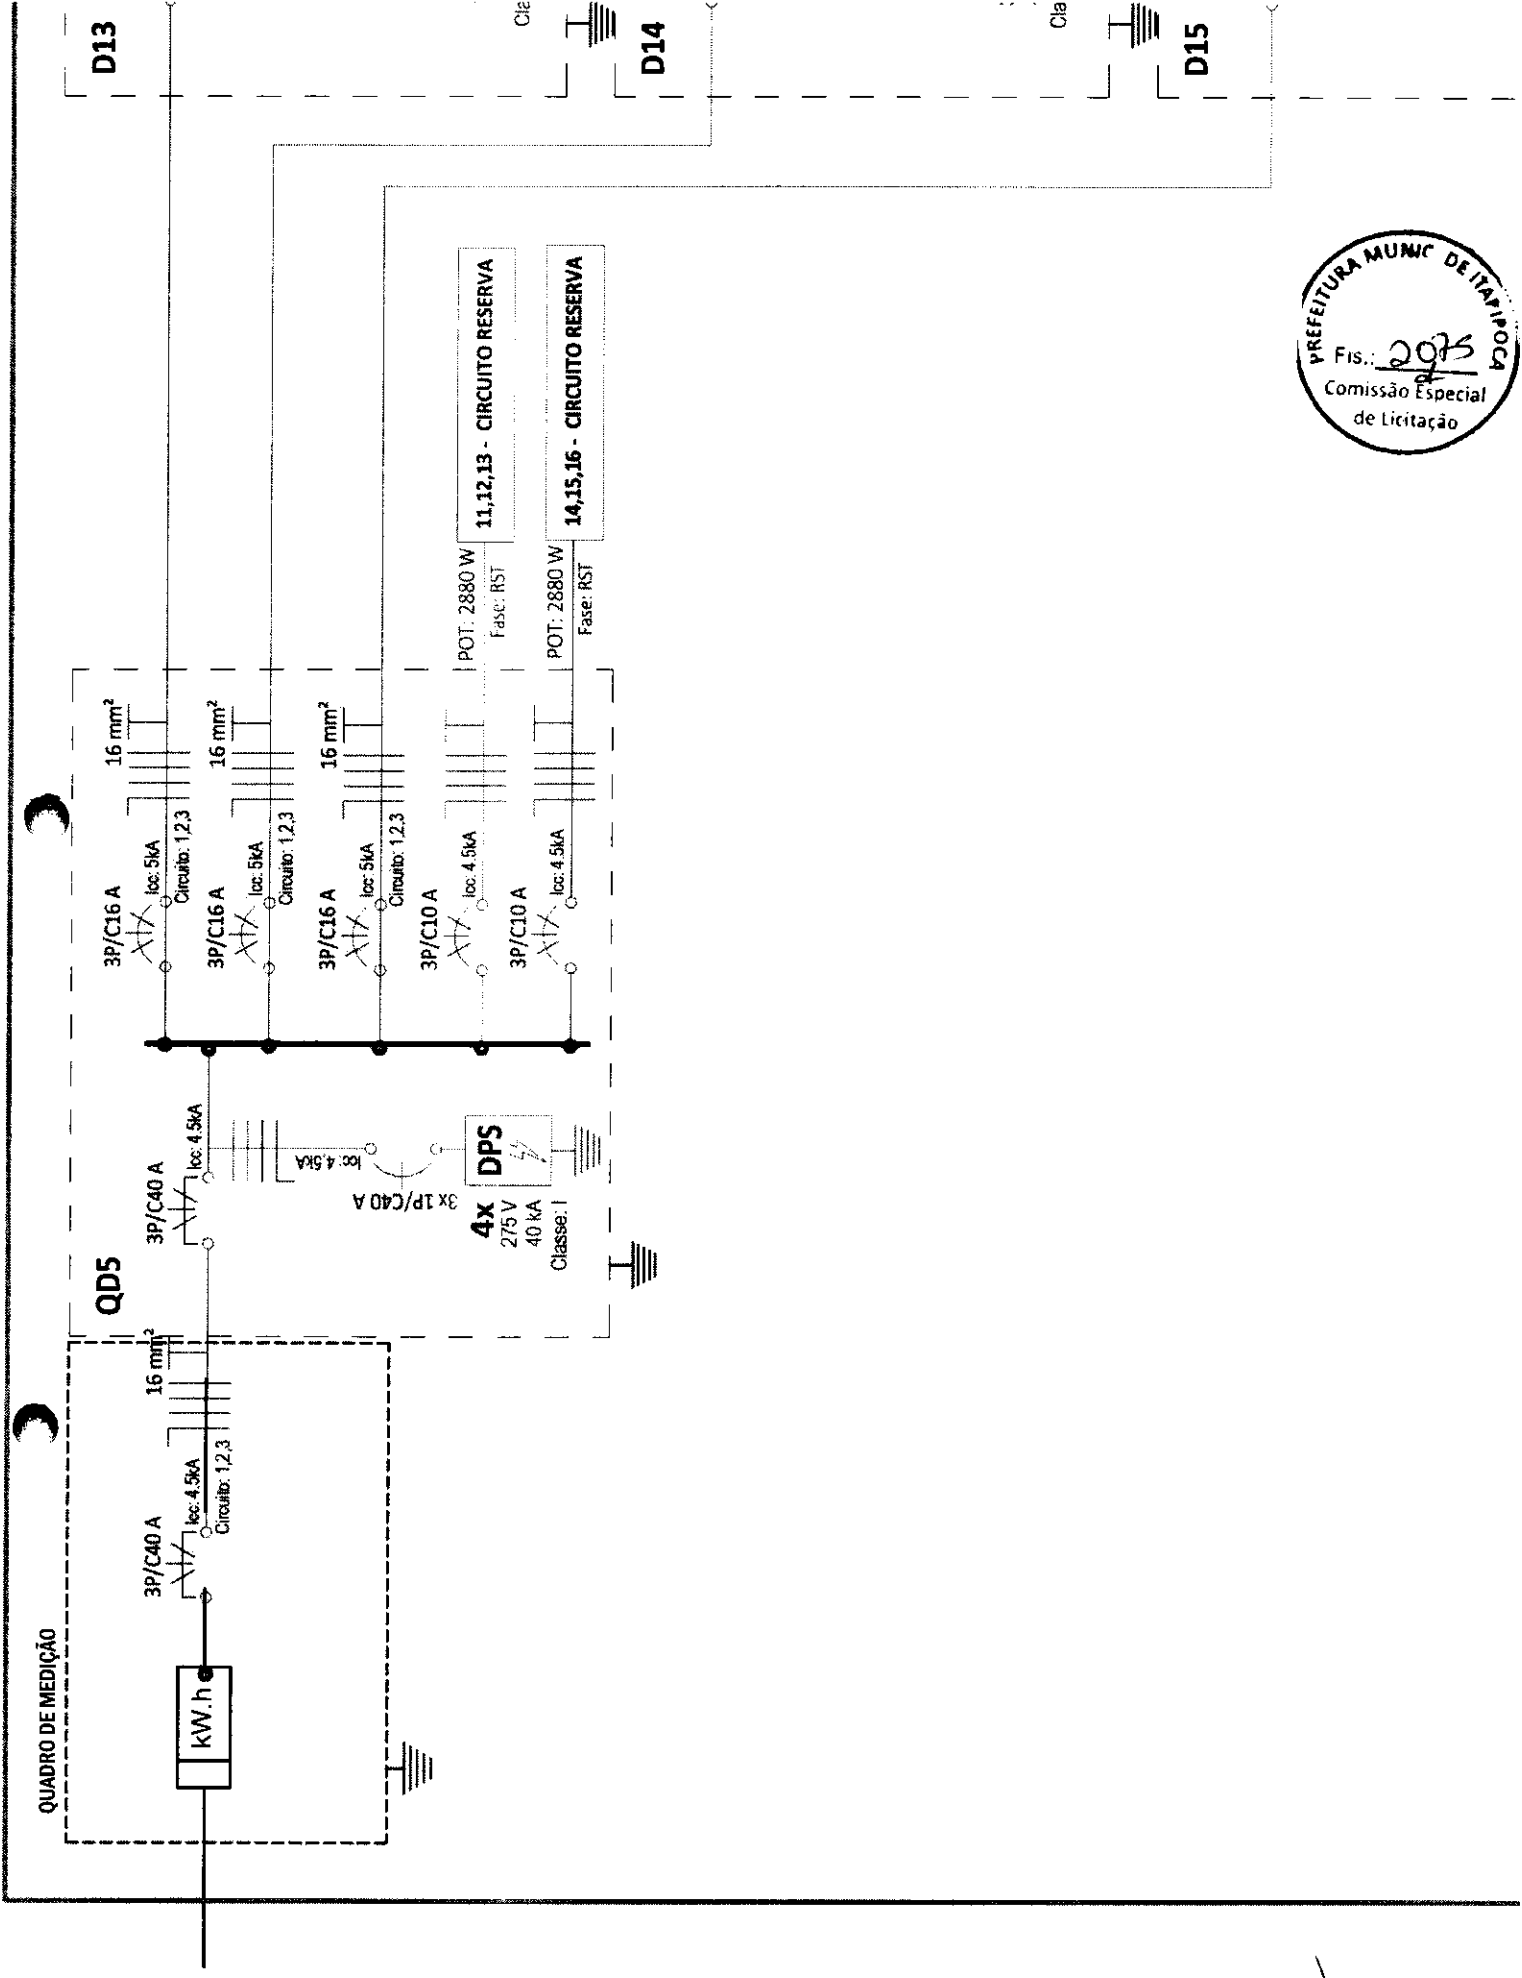 QUADRO DE MEDIÇÃO
kW.h
3P/C40 A
Icc: 4.5kA
Circuito: 1,2,3
16 mm²
QD5
3P/C40 A
Icc: 4.5kA
Icc: 4,5kA
3x 1P/C40 A
DPS
4x
275 V
40 kA
Classe: I
3P/C16 A
Icc: 5kA
Circuito: 1,2,3
16 mm²
3P/C16 A
Icc: 5kA
Circuito: 1,2,3
16 mm²
3P/C16 A
Icc: 5kA
Circuito: 1,2,3
16 mm²
3P/C10 A
Icc: 4.5kA
POT: 2880 W
Fase: RST
11,12,13 - CIRCUITO RESERVA
3P/C10 A
Icc: 4.5kA
POT: 2880 W
Fase: RST
14,15,16 - CIRCUITO RESERVA
D13
Cla
D14
Cla
D15
PREFEITURA MUNIC DE ITAPIPOCA
Fls.: 2075
Comissão Especial
de Licitação